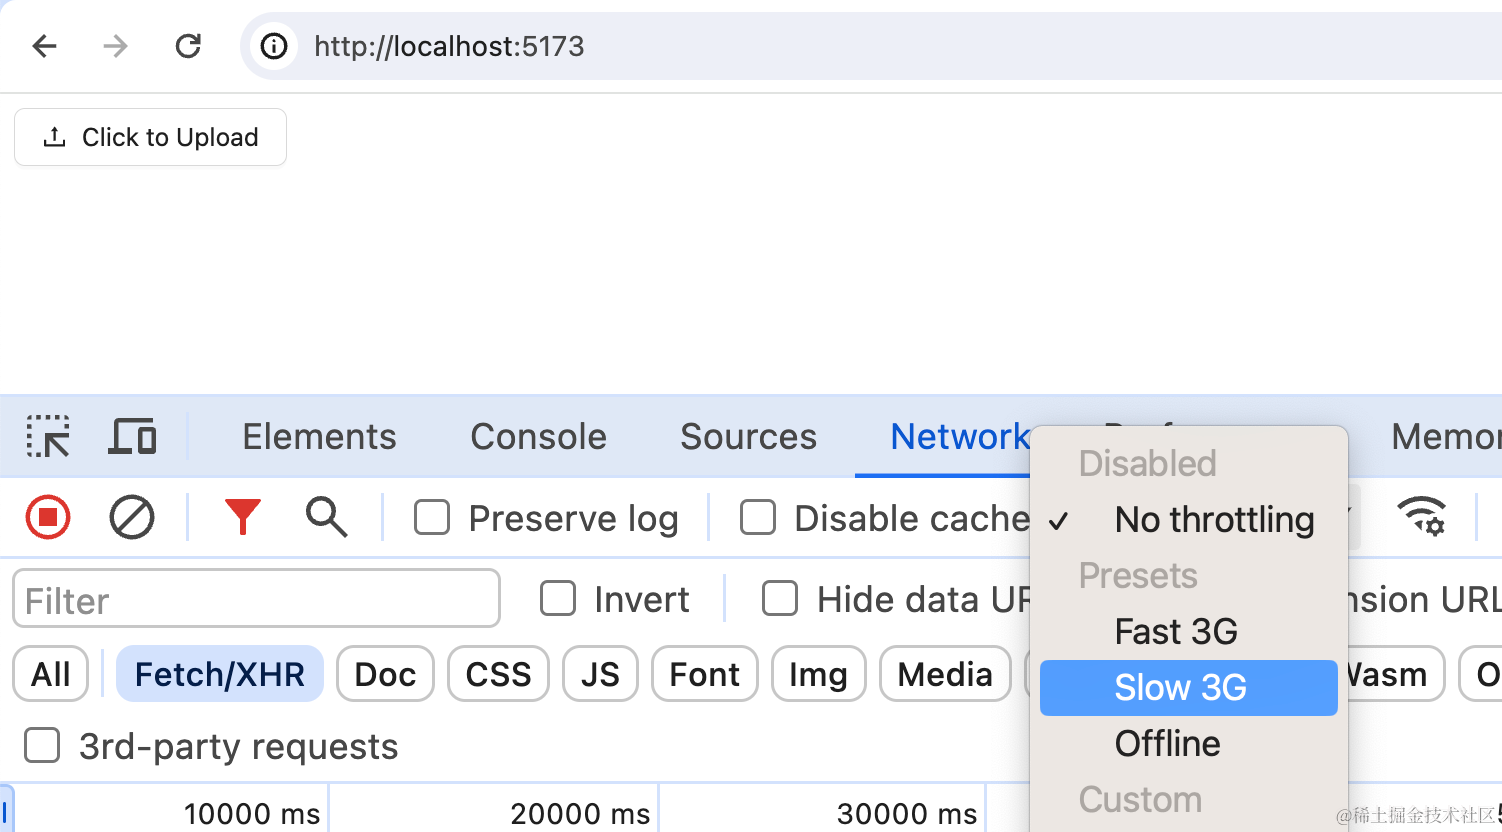 http://localhost:5173
Click to Upload
Elements Console Sources Network Memor
Disabled
Preserve log Disable cache ✓ No throttling
Presets
Filter Invert Hide data UR nsion URL
Fast 3G
All Fetch/XHR Doc CSS JS Font Img Media Wasm O
Slow 3G
3rd-party requests
Offline
Custom
10000 ms 20000 ms 30000 ms
@稀土掘金技术社区